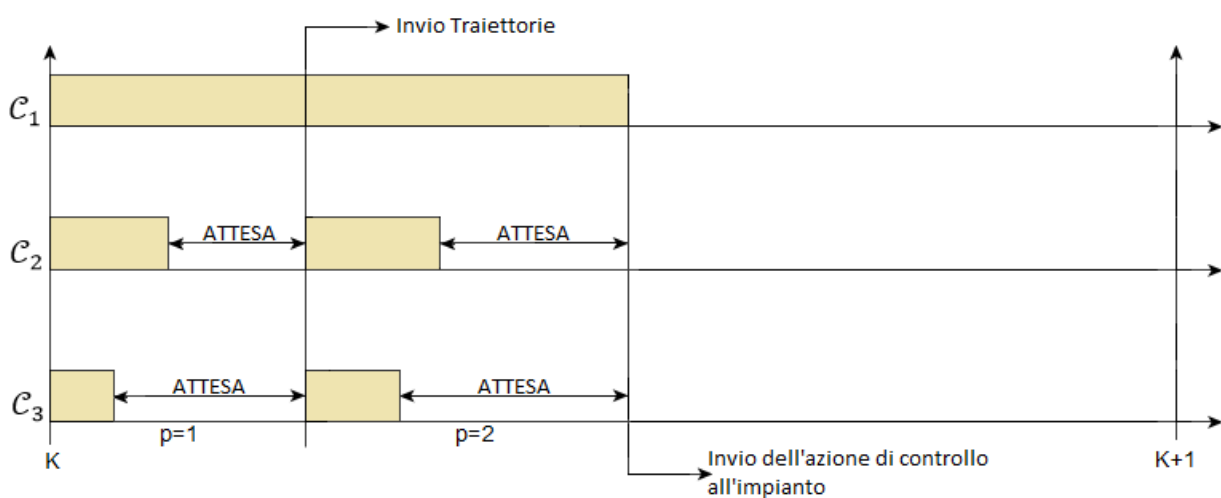 Invio Traiettorie
C1
ATTESA
ATTESA
C2
ATTESA
ATTESA
C3
p=1
p=2
K
K+1
Invio dell'azione di controllo
all'impianto